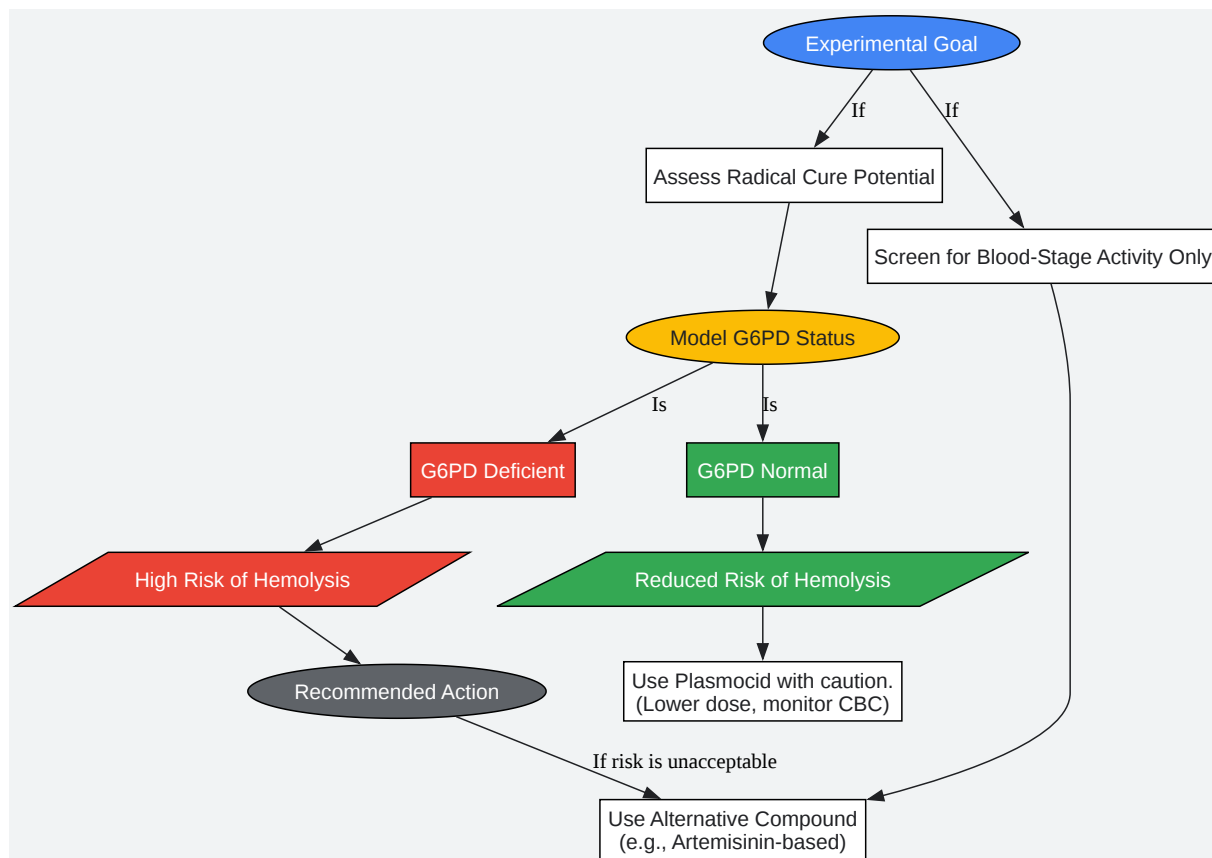 Experimental Goal
If
If
Assess Radical Cure Potential
Screen for Blood-Stage Activity Only
Model G6PD Status
Is
Is
G6PD Deficient
G6PD Normal
High Risk of Hemolysis
Reduced Risk of Hemolysis
Recommended Action
Use Plasmocid with caution.
(Lower dose, monitor CBC)
If risk is unacceptable
Use Alternative Compound
(e.g., Artemisinin-based)